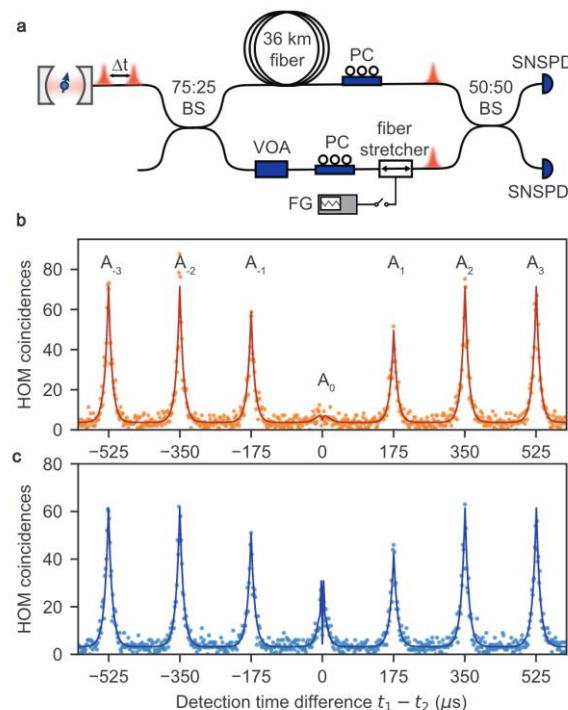 a
36 km
fiber
PC
SNSPD
Δt
75:25
BS
50:50
BS
VOA
PC
fiber
stretcher
FG
SNSPD
b
HOM coincidences
80
60
40
20
0
A-3
A-2
A-1
A0
A1
A2
A3
−525
−350
−175
0
175
350
525
c
HOM coincidences
80
60
40
20
0
−525
−350
−175
0
175
350
525
Detection time difference t1 − t2 (μs)